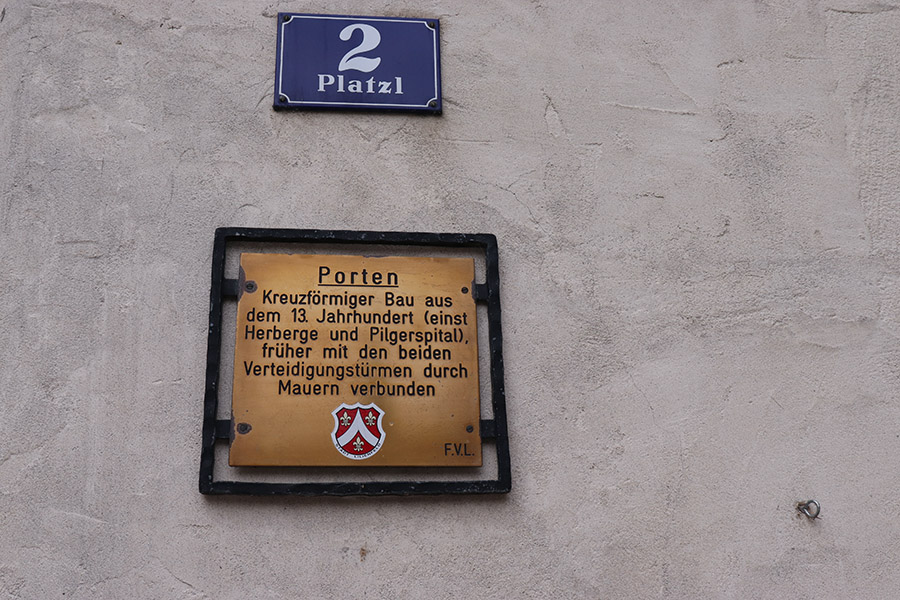 2
Platzl
Porten
Kreuzförmiger Bau aus
dem 13. Jahrhundert (einst
Herberge und Pilgerspital),
früher mit den beiden
Verteidigungstürmen durch
Mauern verbunden
F.V.L.